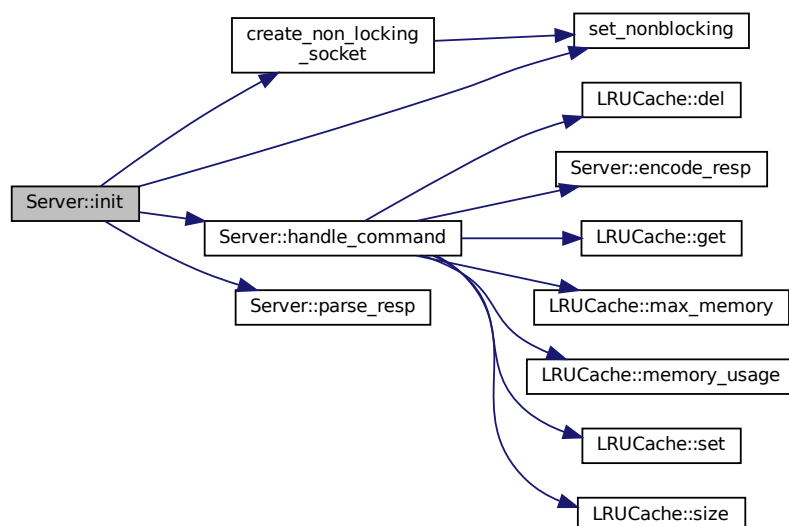 create_non_locking
_socket
set_nonblocking
LRUCache::del
Server::encode_resp
Server::init
Server::handle_command
LRUCache::get
Server::parse_resp
LRUCache::max_memory
LRUCache::memory_usage
LRUCache::set
LRUCache::size